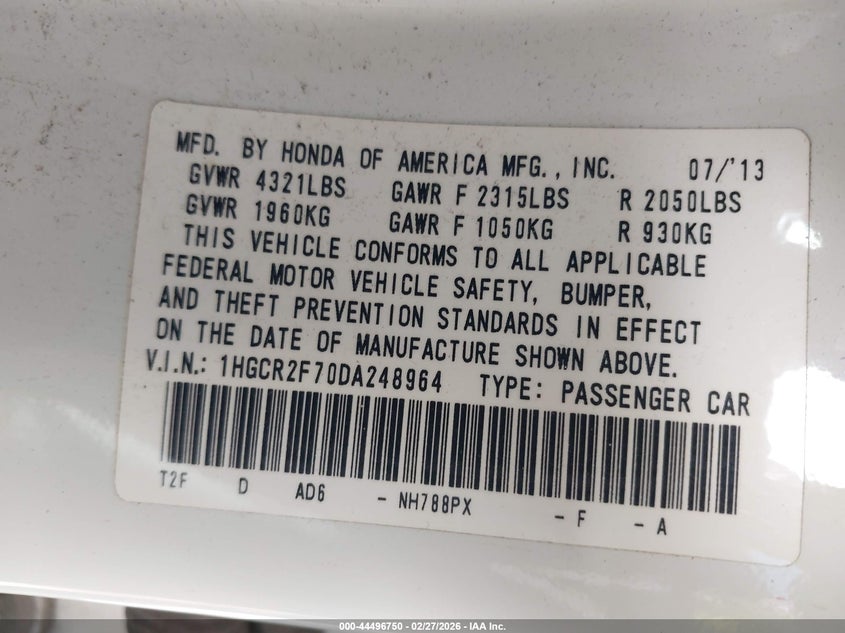 MFD. BY HONDA OF AMERICA MFG., INC. 07/'13
GVWR 4321LBS GAWR F 2315LBS R 2050LBS
GVWR 1960KG GAWR F 1050KG R 930KG
THIS VEHICLE CONFORMS TO ALL APPLICABLE
FEDERAL MOTOR VEHICLE SAFETY, BUMPER,
AND THEFT PREVENTION STANDARDS IN EFFECT
ON THE DATE OF MANUFACTURE SHOWN ABOVE.
V.I.N.: 1HGCR2F70DA248964 TYPE: PASSENGER CAR
T2F D AD6 - NH788PX - F - A
000-44496750 - 02/27/2026 - IAA Inc.